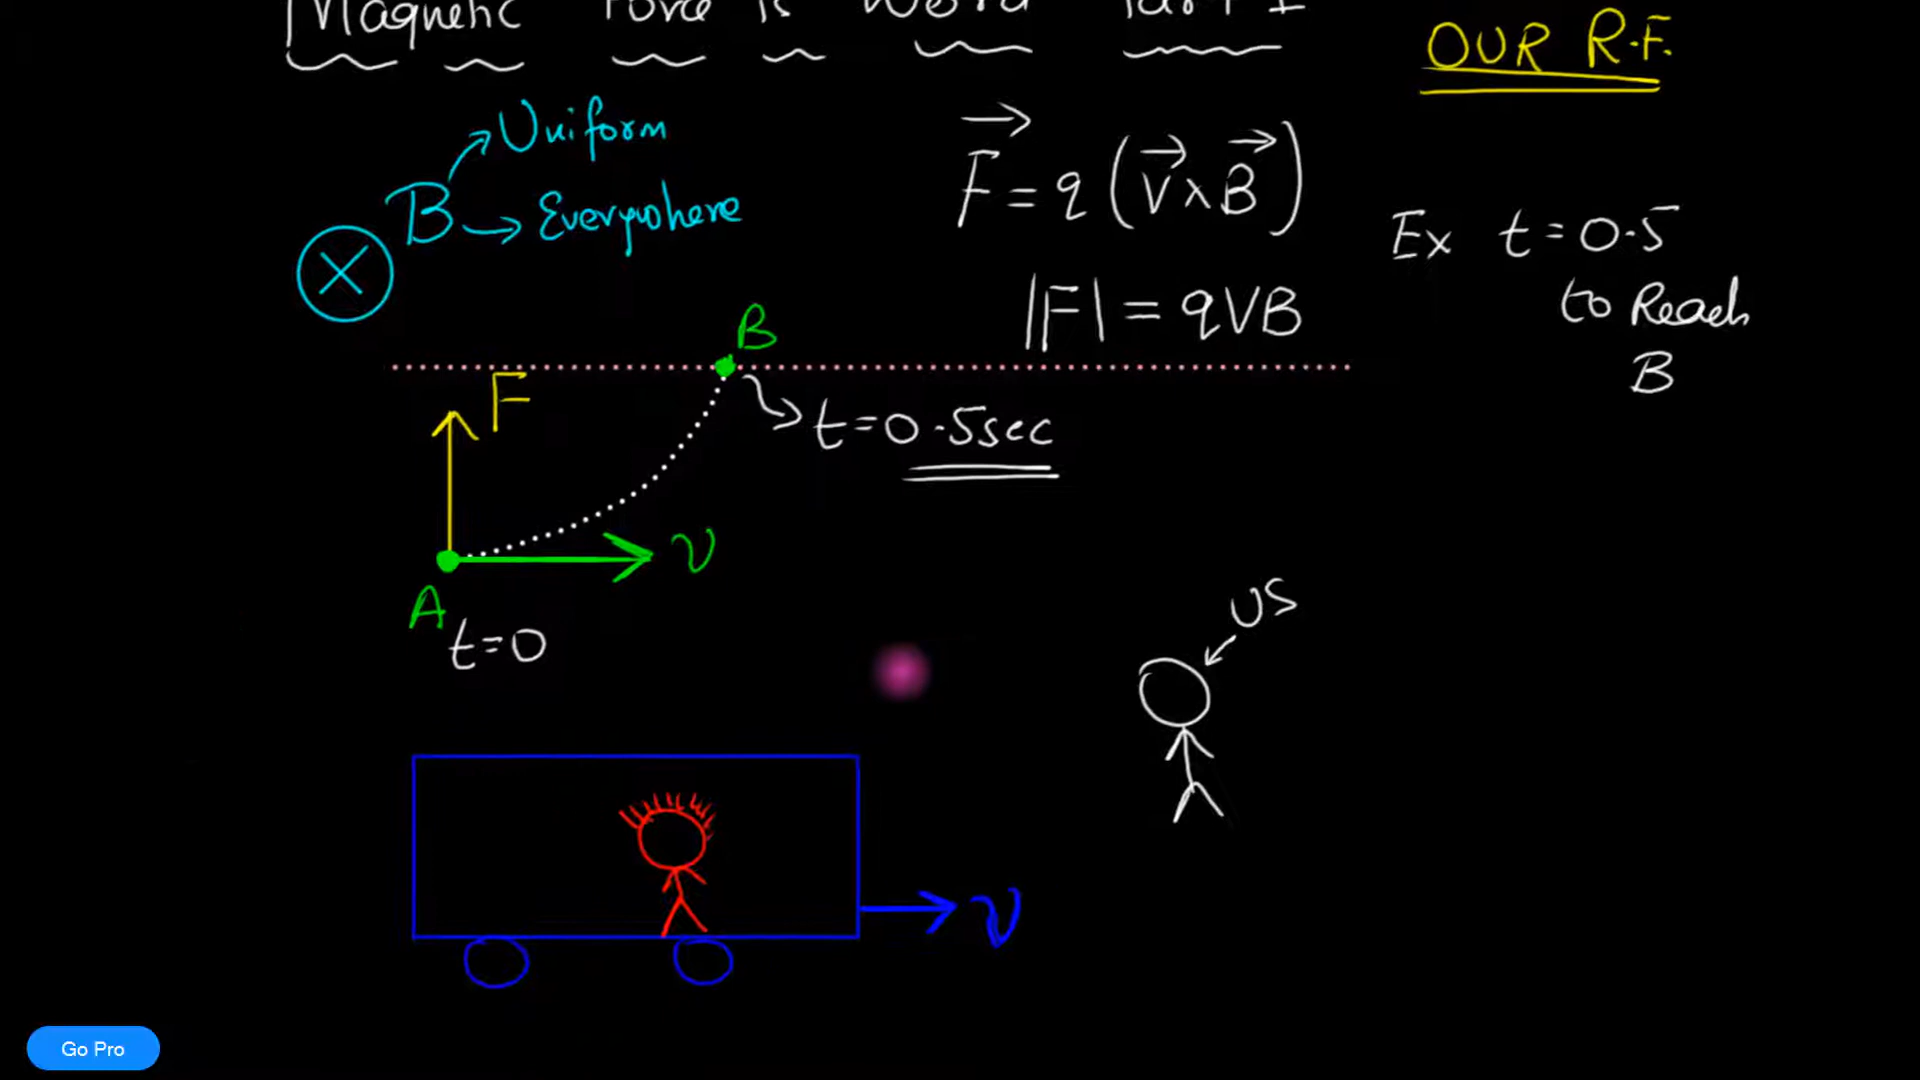 Magnetic Force is Weird Part I
OUR R.F.
B → Uniform
→ Everywhere
F = q (V × B)
|F| = qVB
Ex t = 0.5
to Reach
B
B
F
t = 0.5sec
v
A
t = 0
US
v
Go Pro